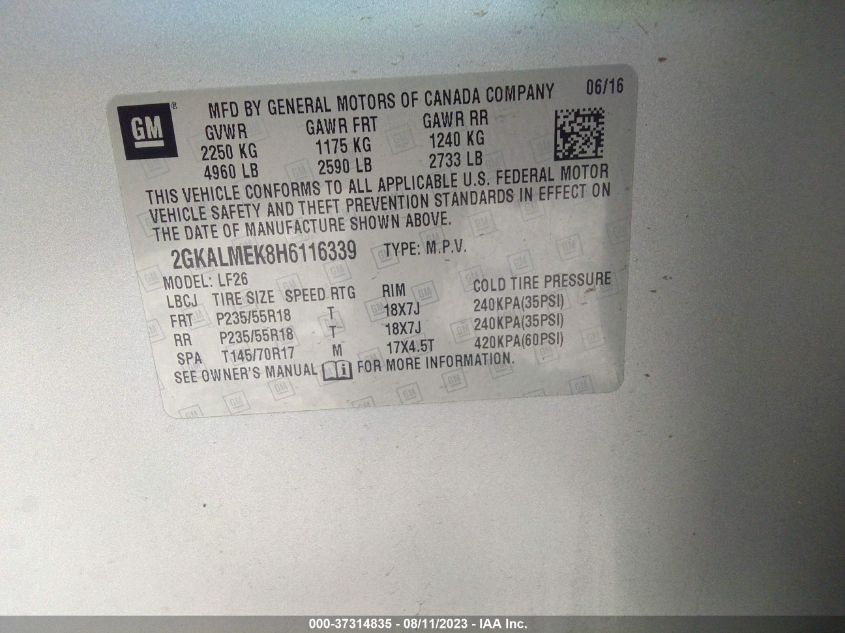 GM ® MFD BY GENERAL MOTORS OF CANADA COMPANY 06/16
GVWR GAWR FRT GAWR RR
2250 KG 1175 KG 1240 KG
4960 LB 2590 LB 2733 LB
THIS VEHICLE CONFORMS TO ALL APPLICABLE U.S. FEDERAL MOTOR
VEHICLE SAFETY AND THEFT PREVENTION STANDARDS IN EFFECT ON
THE DATE OF MANUFACTURE SHOWN ABOVE.
2GKALMEK8H6116339 TYPE: M.P.V.
MODEL: LF26
LBCJ TIRE SIZE SPEED RTG RIM COLD TIRE PRESSURE
FRT P235/55R18 T 18X7J 240KPA(35PSI)
RR P235/55R18 T 18X7J 240KPA(35PSI)
SPA T145/70R17 M 17X4.5T 420KPA(60PSI)
SEE OWNER'S MANUAL FOR MORE INFORMATION.
000-37314835 - 08/11/2023 - IAA Inc.